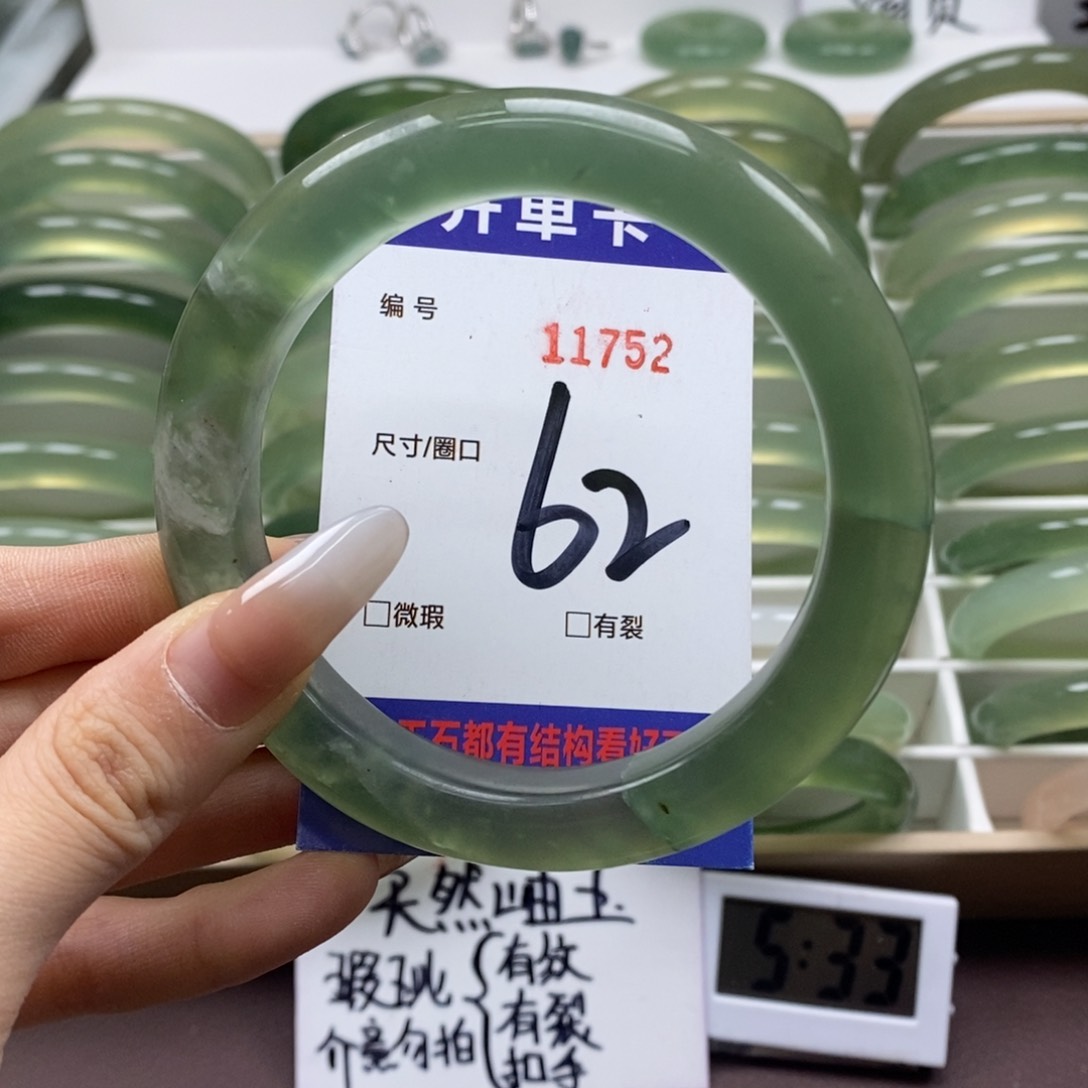 开单卡
编号
11752
尺寸/圈口
62
□微瑕 □有裂
玉石都有结构看好
天然岫玉
瑕玼
有纹
有裂
介意勿拍
扣手
5:33